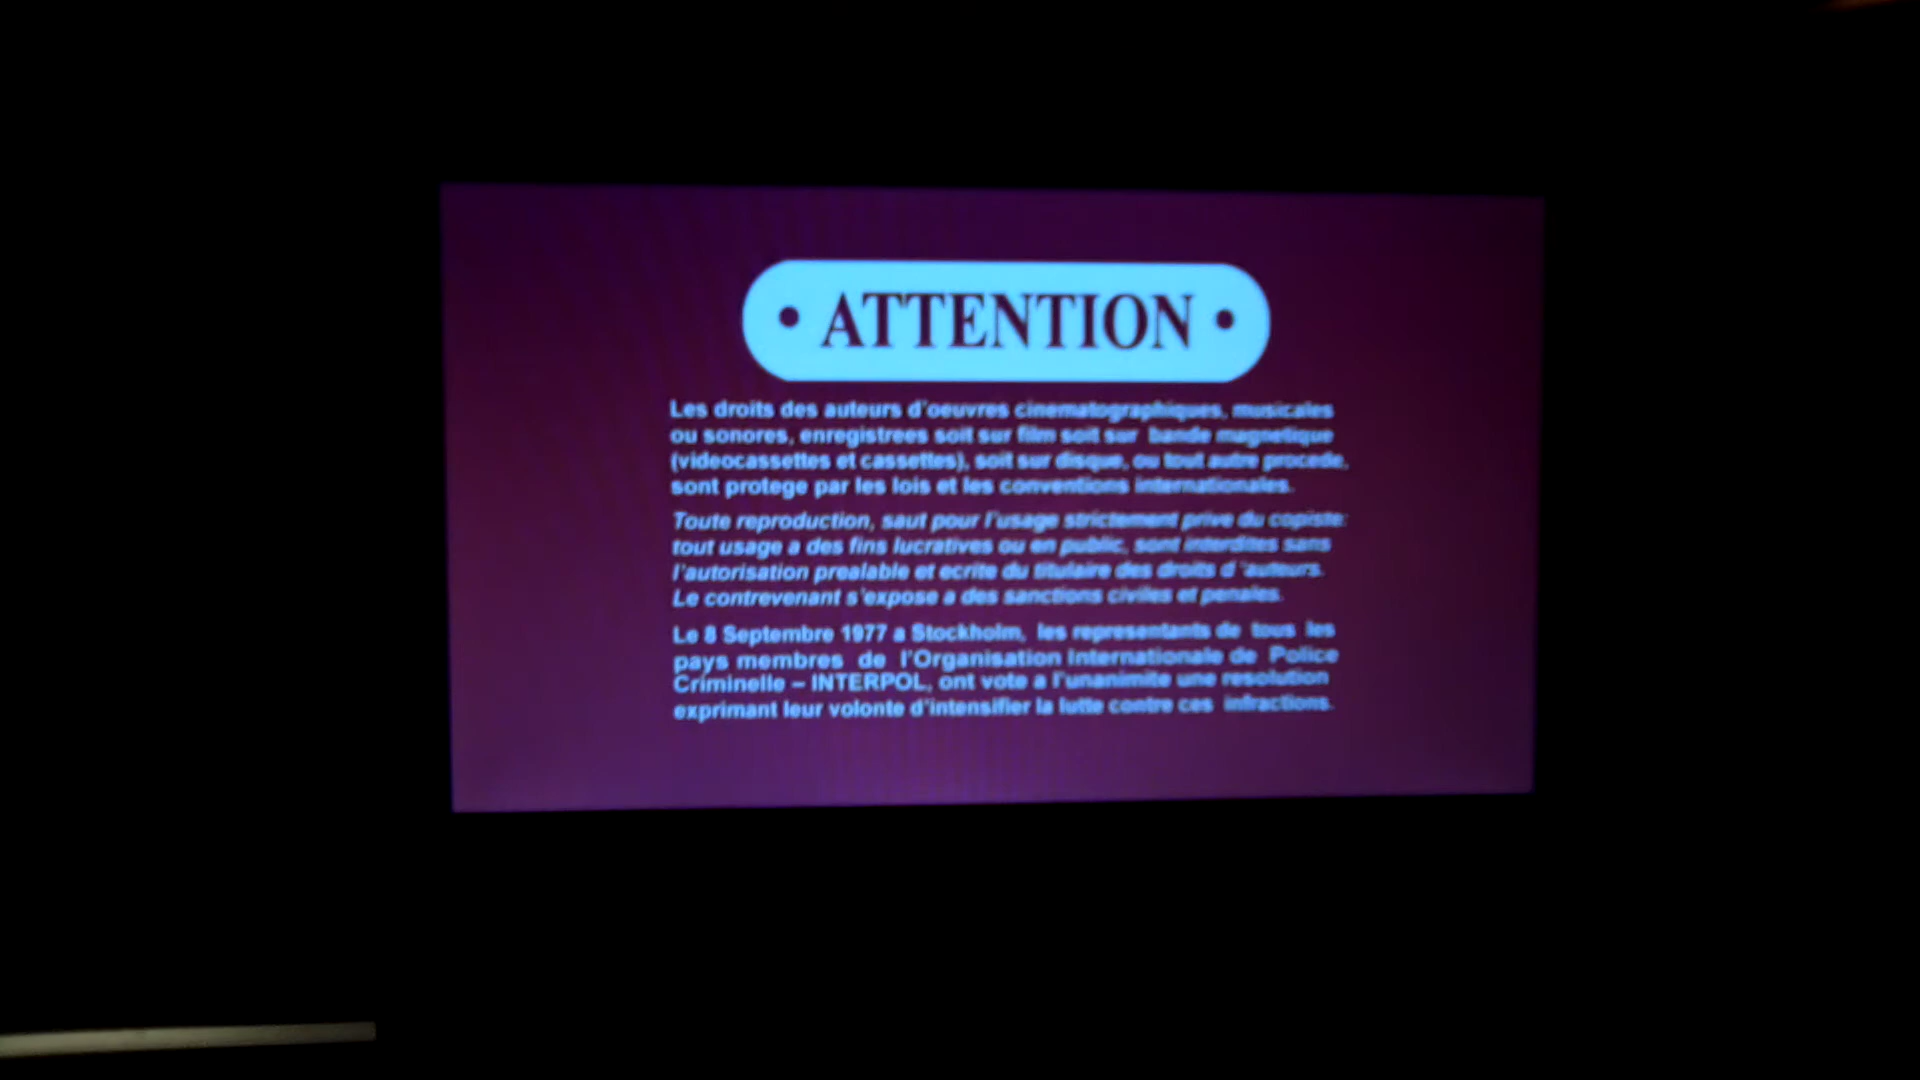 • ATTENTION •
Les droits des auteurs d'oeuvres cinematographiques, musicales
ou sonores, enregistrees soit sur film soit sur bande magnetique
(videocassettes et cassettes), soit sur disque, ou tout autre procede,
sont protege par les lois et les conventions internationales.
Toute reproduction, sauf pour l'usage strictement prive du copiste:
tout usage a des fins lucratives ou en public, sont interdites sans
l'autorisation prealable et ecrite du titulaire des droits d 'auteurs.
Le contrevenant s'expose a des sanctions civiles et penales.
Le 8 Septembre 1977 a Stockholm, les representants de tous les
pays membres de l'Organisation Internationale de Police
Criminelle – INTERPOL, ont vote a l'unanimite une resolution
exprimant leur volonte d'intensifier la lutte contre ces infractions.